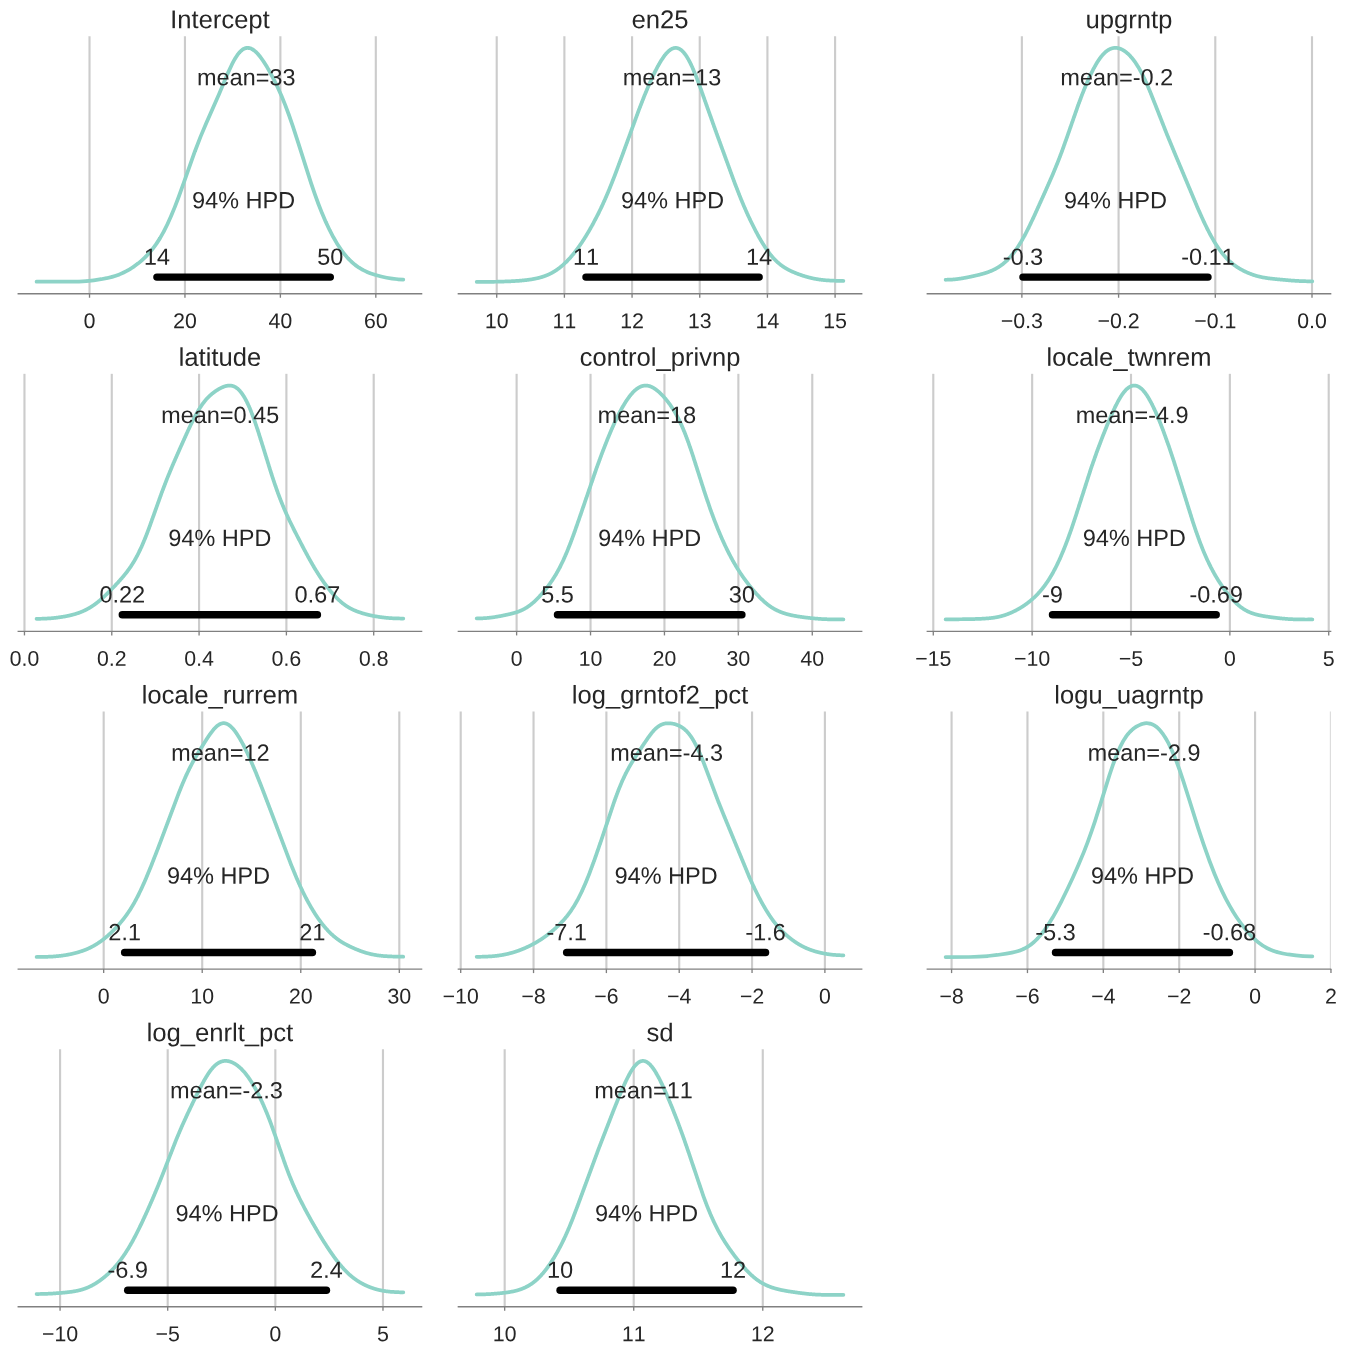 Intercept
en25
upgrntp
mean=33
mean=13
mean=-0.2
94% HPD
94% HPD
94% HPD
14
50
11
14
-0.3
-0.11
0
20
40
60
10
11
12
13
14
15
−0.3
−0.2
−0.1
0.0
latitude
control_privnp
locale_twnrem
mean=0.45
mean=18
mean=-4.9
94% HPD
94% HPD
94% HPD
0.22
0.67
5.5
30
-9
-0.69
0.0
0.2
0.4
0.6
0.8
0
10
20
30
40
−15
−10
−5
0
5
locale_rurrem
log_grntof2_pct
logu_uagrntp
mean=12
mean=-4.3
mean=-2.9
94% HPD
94% HPD
94% HPD
2.1
21
-7.1
-1.6
-5.3
-0.68
0
10
20
30
−10
−8
−6
−4
−2
0
−8
−6
−4
−2
0
2
log_enrlt_pct
sd
mean=-2.3
mean=11
94% HPD
94% HPD
-6.9
2.4
10
12
−10
−5
0
5
10
11
12